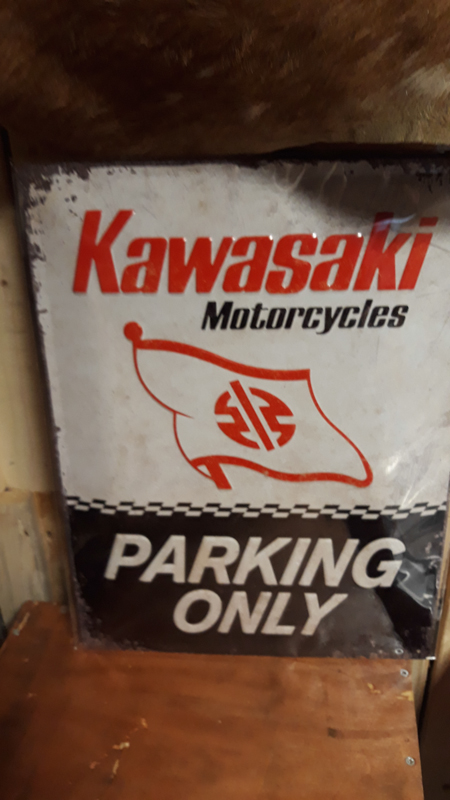 Kawasaki
Motorcycles
PARKING
ONLY